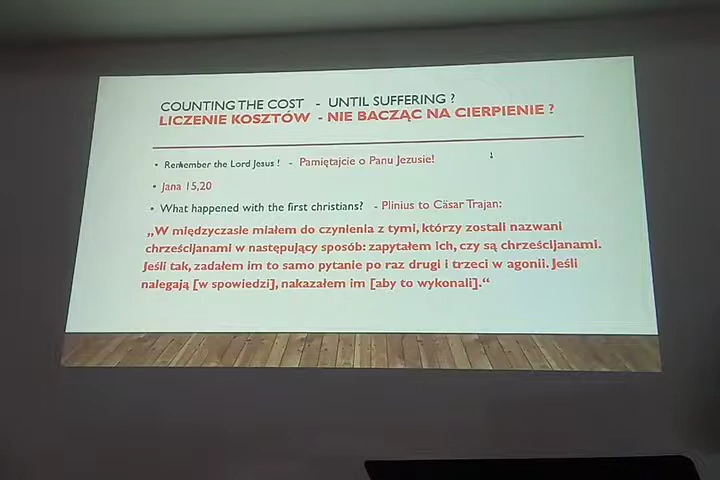 COUNTING THE COST - UNTIL SUFFERING ?
LICZENIE KOSZTÓW - NIE BACZĄC NA CIERPIENIE ?
• Remember the Lord Jesus ! - Pamiętajcie o Panu Jezusie!
• Jana 15,20
• What happened with the first christians? - Plinius to Cäsar Trajan:
„W międzyczasie miałem do czynienia z tymi, którzy zostali nazwani
chrześcijanami w następujący sposób: zapytałem ich, czy są chrześcijanami.
Jeśli tak, zadałem im to samo pytanie po raz drugi i trzeci w agonii. Jeśli
nalegają [w spowiedzi], nakazałem im [aby to wykonali].“